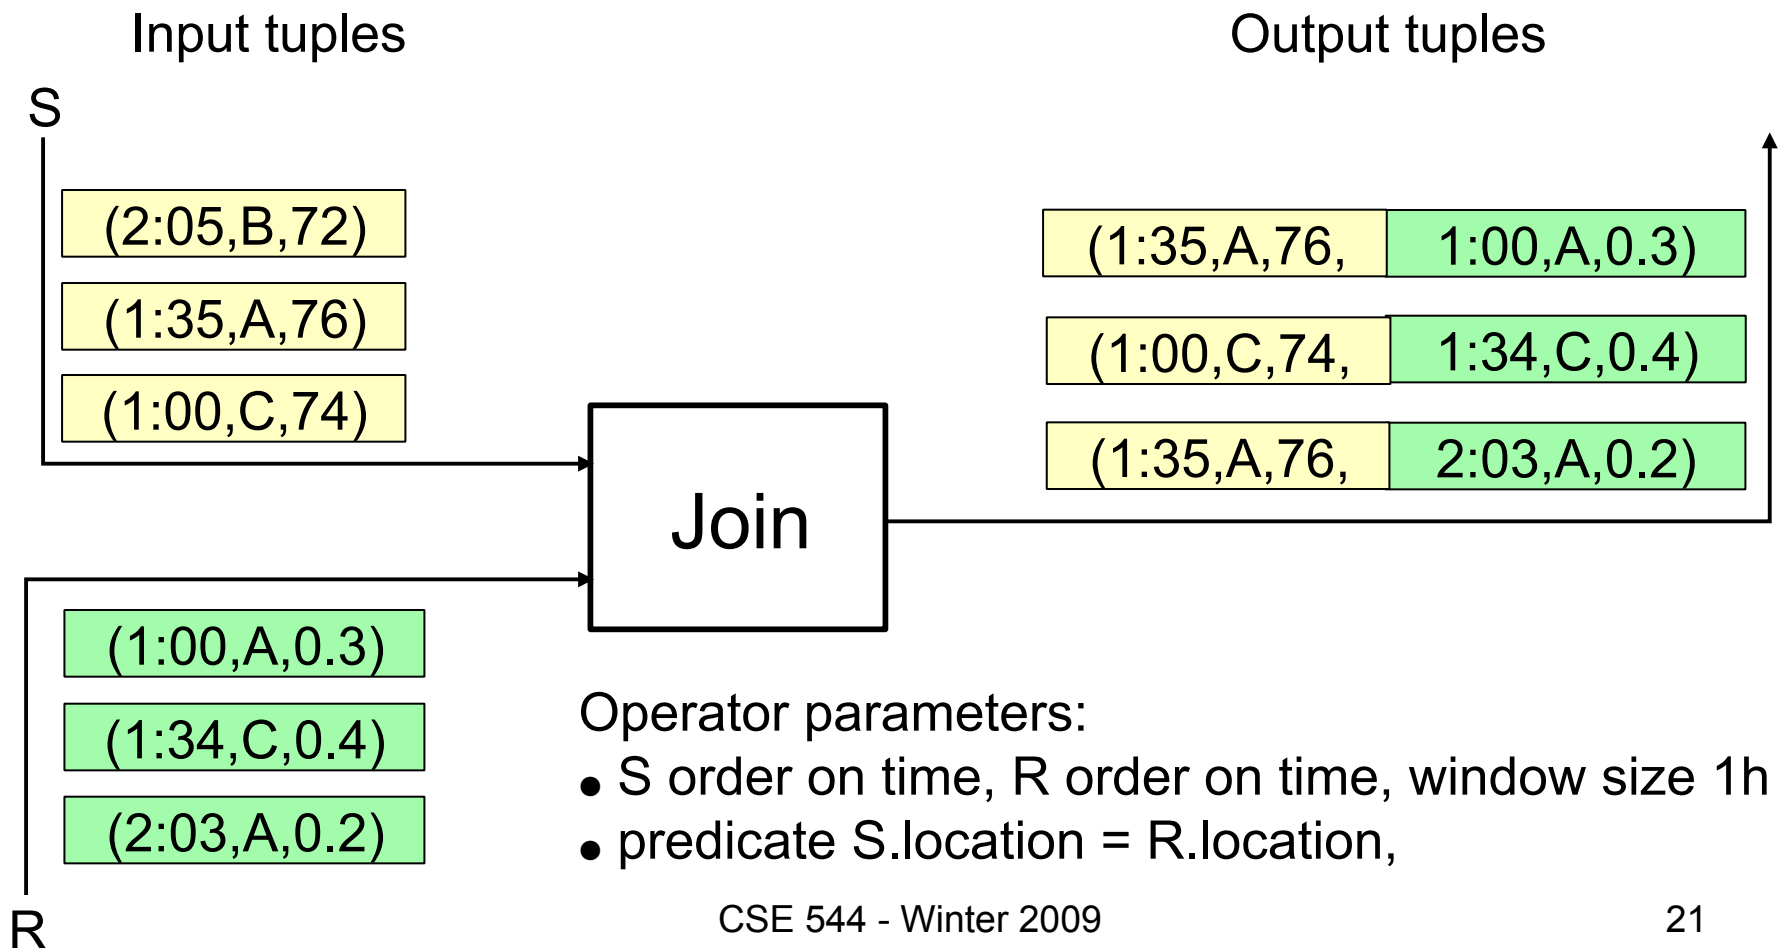 Input tuples
Output tuples
S
(2:05,B,72)
(1:35,A,76)
(1:00,C,74)
(1:35,A,76, 1:00,A,0.3)
(1:00,C,74, 1:34,C,0.4)
(1:35,A,76, 2:03,A,0.2)
Join
(1:00,A,0.3)
(1:34,C,0.4)
(2:03,A,0.2)
R
Operator parameters:
● S order on time, R order on time, window size 1h
● predicate S.location = R.location,
CSE 544 - Winter 2009
21